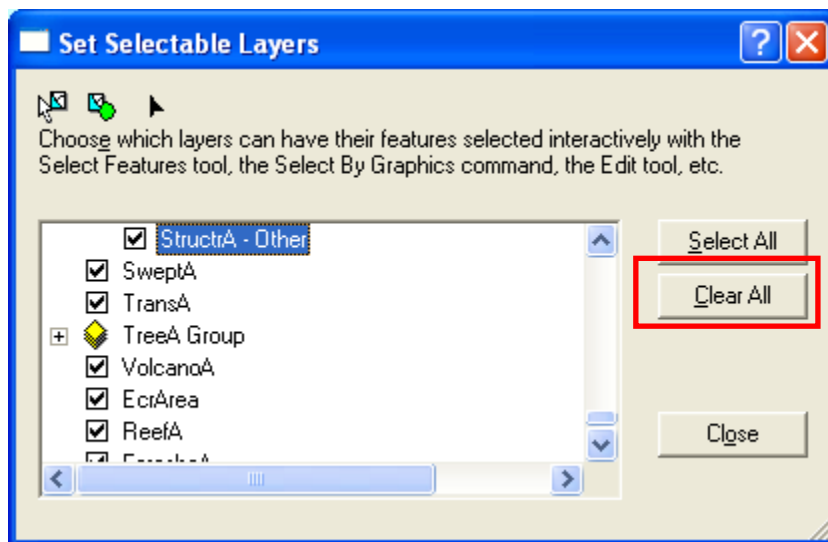 Set Selectable Layers
Choose which layers can have their features selected interactively with the
Select Features tool, the Select By Graphics command, the Edit tool, etc.
StructrA - Other
SweptA
TransA
TreeA Group
VolcanoA
EcrArea
ReefA
Select All
Clear All
Close